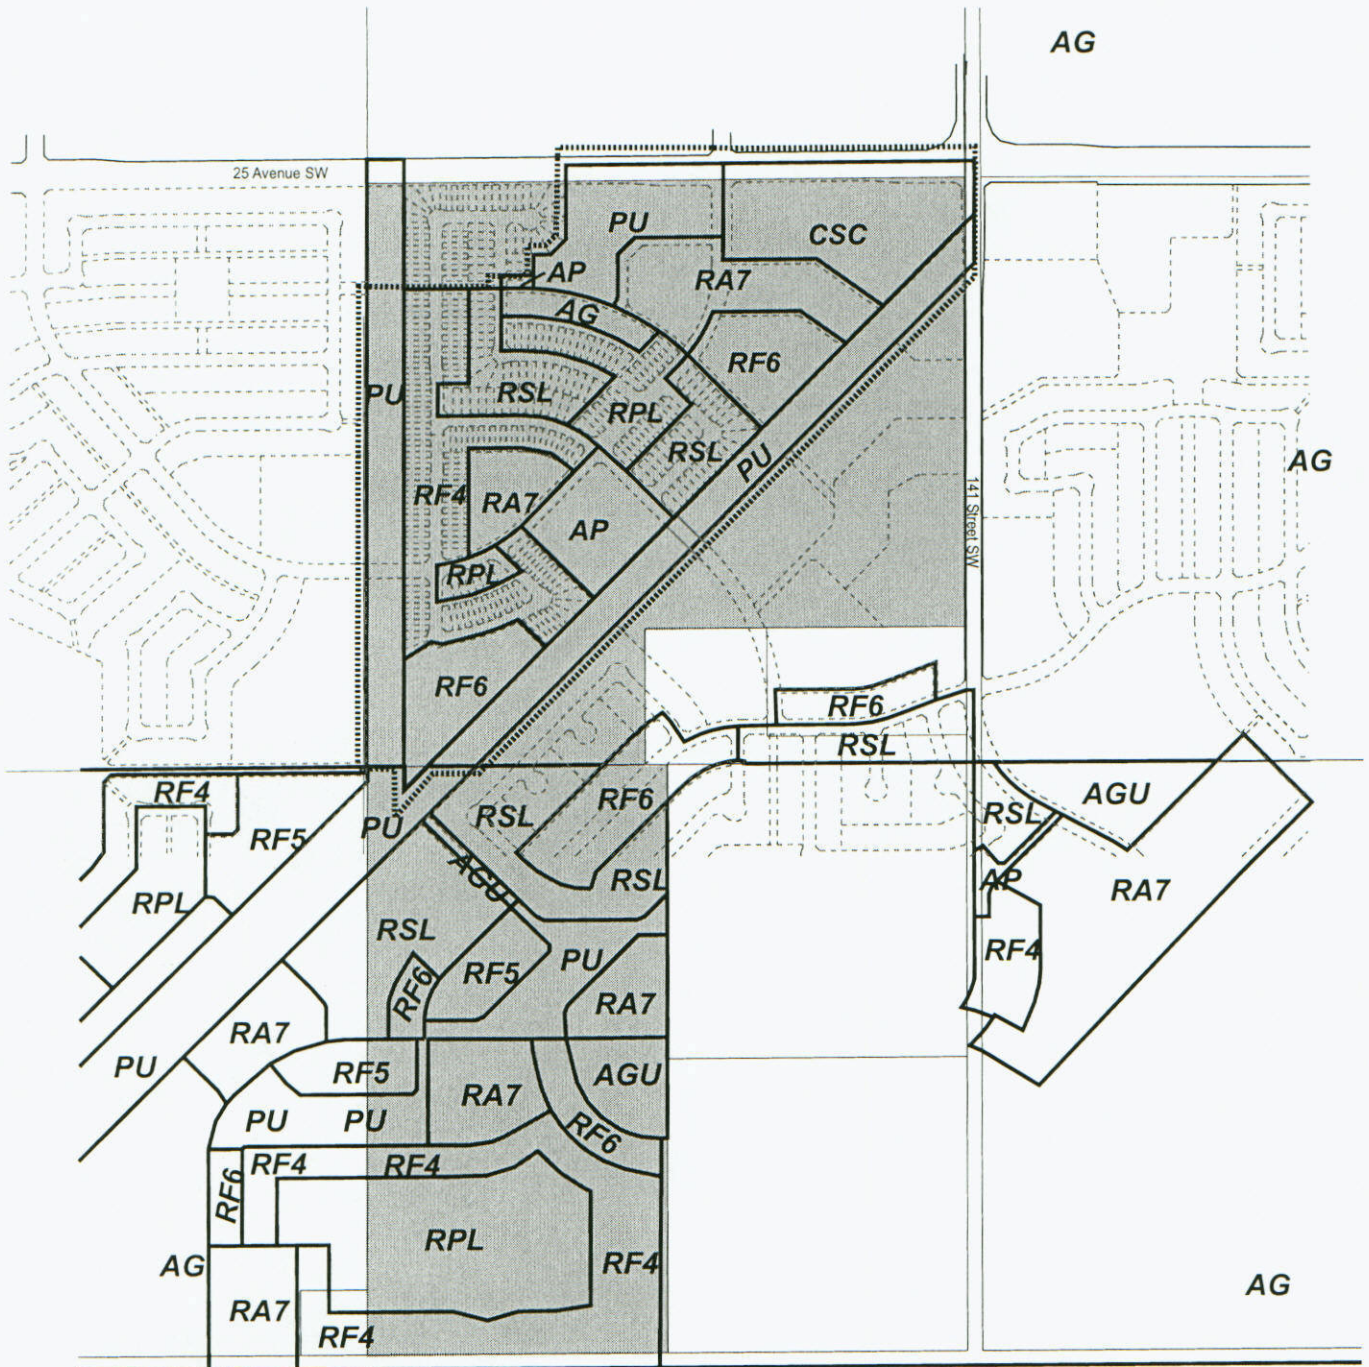 AG
25 Avenue SW
PU
CSC
AP
RA7
AG
RF6
PU
RSL
RPL
RSL
PU
AG
RF4
RA7
141 Street SW
AP
RPL
RF6
RF6
RSL
RF4
RF6
AGU
RSL
RSL
PU
RF5
AGU
RSL
AP
RA7
RPL
RSL
RF4
PU
RF5
RF6
RA7
RA7
PU
RF5
AGU
RA7
PU
PU
RF6
RF4
RF4
RF6
RPL
RF4
AG
AG
RA7
RF4